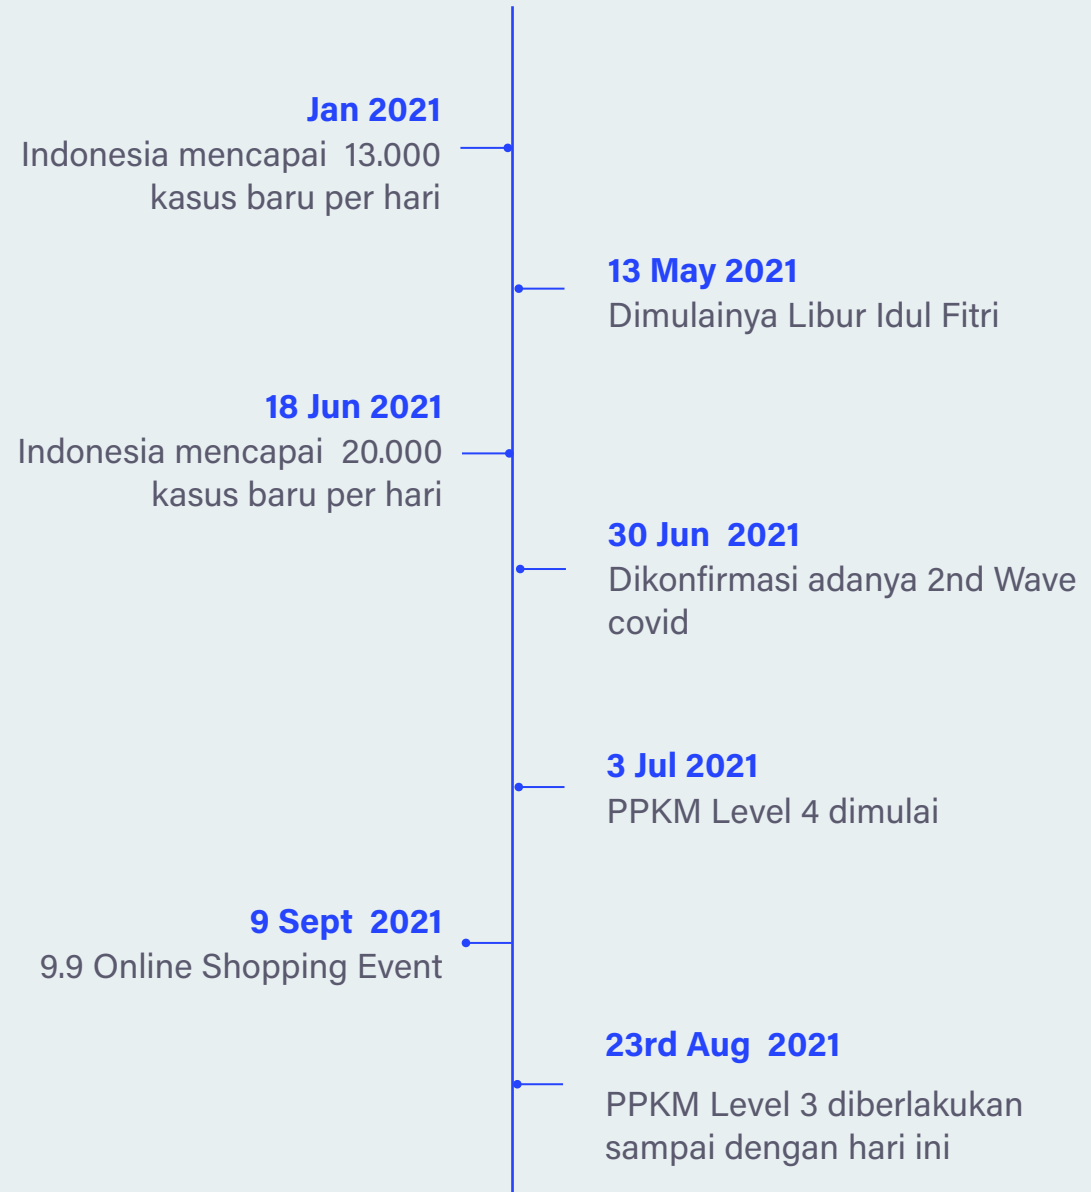 Jan 2021
Indonesia mencapai 13.000
kasus baru per hari
13 May 2021
Dimulainya Libur Idul Fitri
18 Jun 2021
Indonesia mencapai 20.000
kasus baru per hari
30 Jun 2021
Dikonfirmasi adanya 2nd Wave
covid
3 Jul 2021
PPKM Level 4 dimulai
9 Sept 2021
9.9 Online Shopping Event
23rd Aug 2021
PPKM Level 3 diberlakukan
sampai dengan hari ini